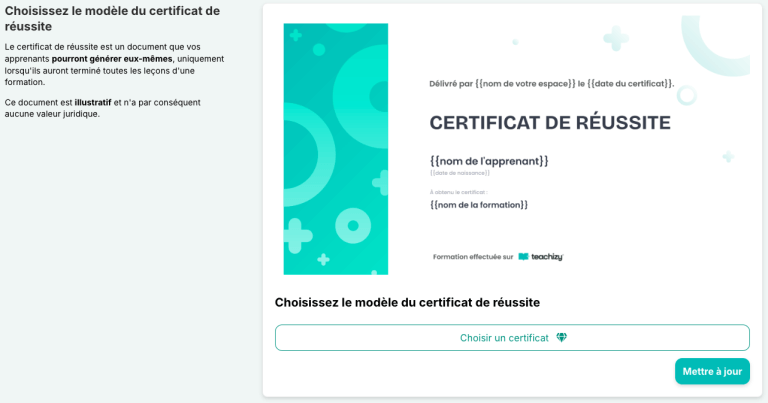 Choisissez le modèle du certificat de
réussite
Le certificat de réussite est un document que vos
apprenants pourront générer eux-mêmes, uniquement
lorsqu'ils auront terminé toutes les leçons d'une
formation.
Ce document est illustratif et n'a par conséquent
aucune valeur juridique.
Délivré par {{nom de votre espace}} le {{date du certificat}}.
CERTIFICAT DE RÉUSSITE
{{nom de l'apprenant}}
{{date de naissance}}
A obtenu le certificat :
{{nom de la formation}}
Formation effectuée sur teachizy
Choisissez le modèle du certificat de réussite
Choisir un certificat
Mettre à jour